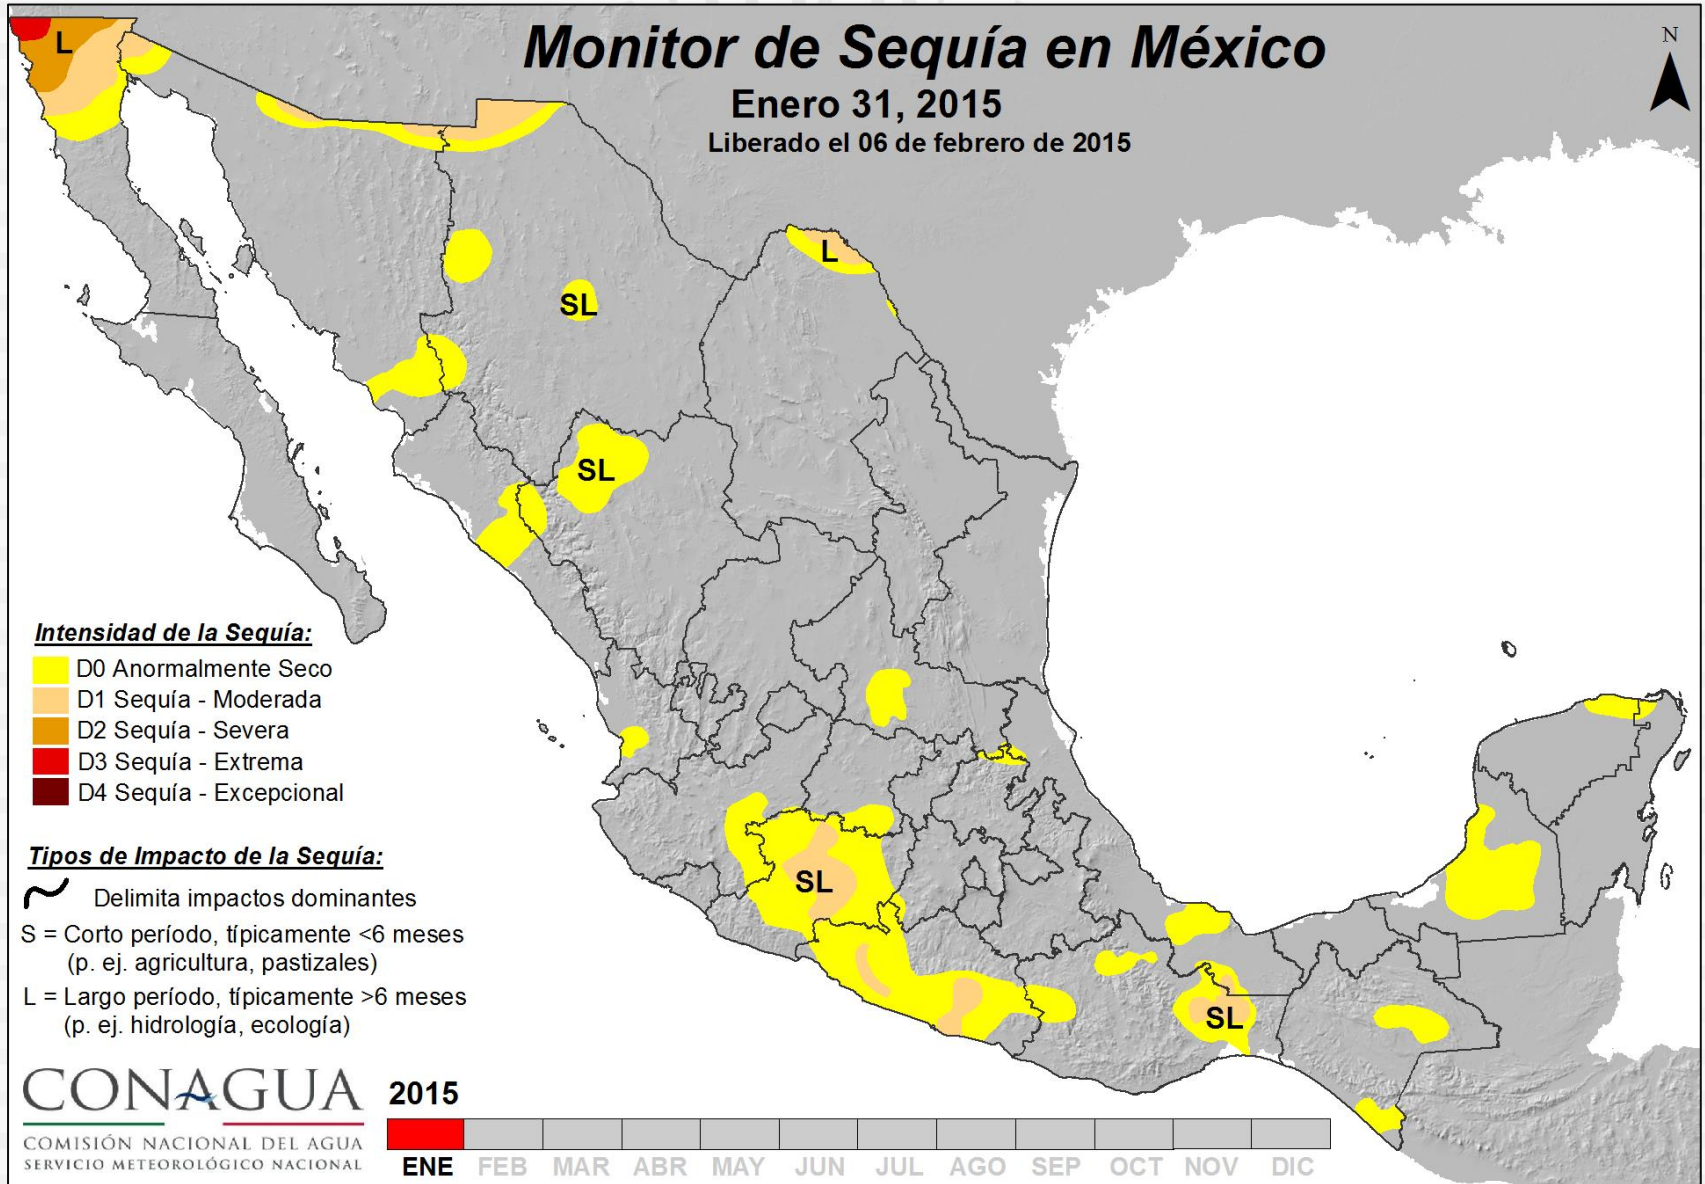 Monitor de Sequía en México
Enero 31, 2015
Liberado el 06 de febrero de 2015
N
L
L
SL
SL
SL
SL
Intensidad de la Sequía:
D0 Anormalmente Seco
D1 Sequía - Moderada
D2 Sequía - Severa
D3 Sequía - Extrema
D4 Sequía - Excepcional
Tipos de Impacto de la Sequía:
Delimita impactos dominantes
S = Corto período, típicamente <6 meses
(p. ej. agricultura, pastizales)
L = Largo período, típicamente >6 meses
(p. ej. hidrología, ecología)
CONAGUA
COMISIÓN NACIONAL DEL AGUA
SERVICIO METEOROLÓGICO NACIONAL
2015
ENE FEB MAR ABR MAY JUN JUL AGO SEP OCT NOV DIC